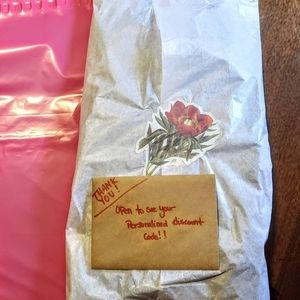 THANK
YOU!
Open to see your
Personalized discount
Code!!